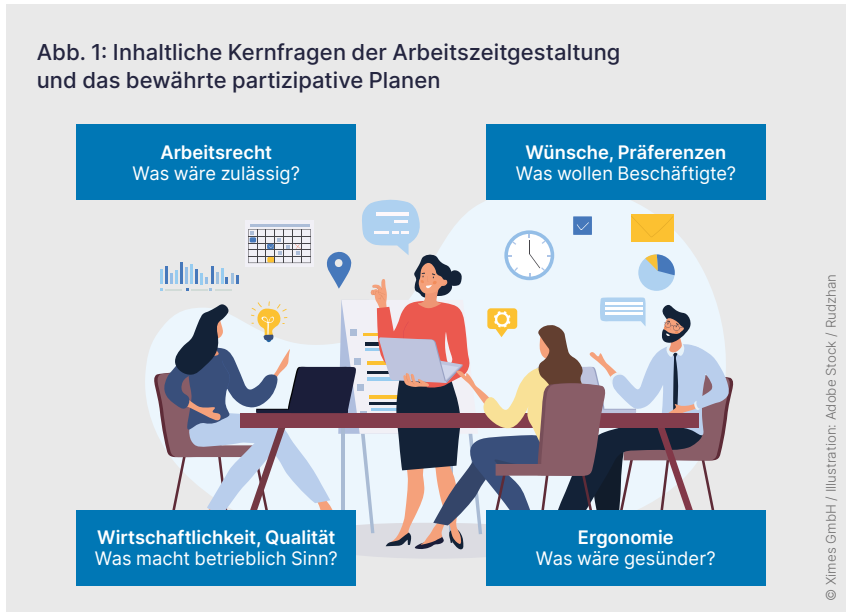 Abb. 1: Inhaltliche Kernfragen der Arbeitszeitgestaltung
und das bewährte partizipative Planen
Arbeitsrecht
Was wäre zulässig?
Wünsche, Präferenzen
Was wollen Beschäftigte?
Wirtschaftlichkeit, Qualität
Was macht betrieblich Sinn?
Ergonomie
Was wäre gesünder?
© Ximes GmbH / Illustration: Adobe Stock / Rudzhan